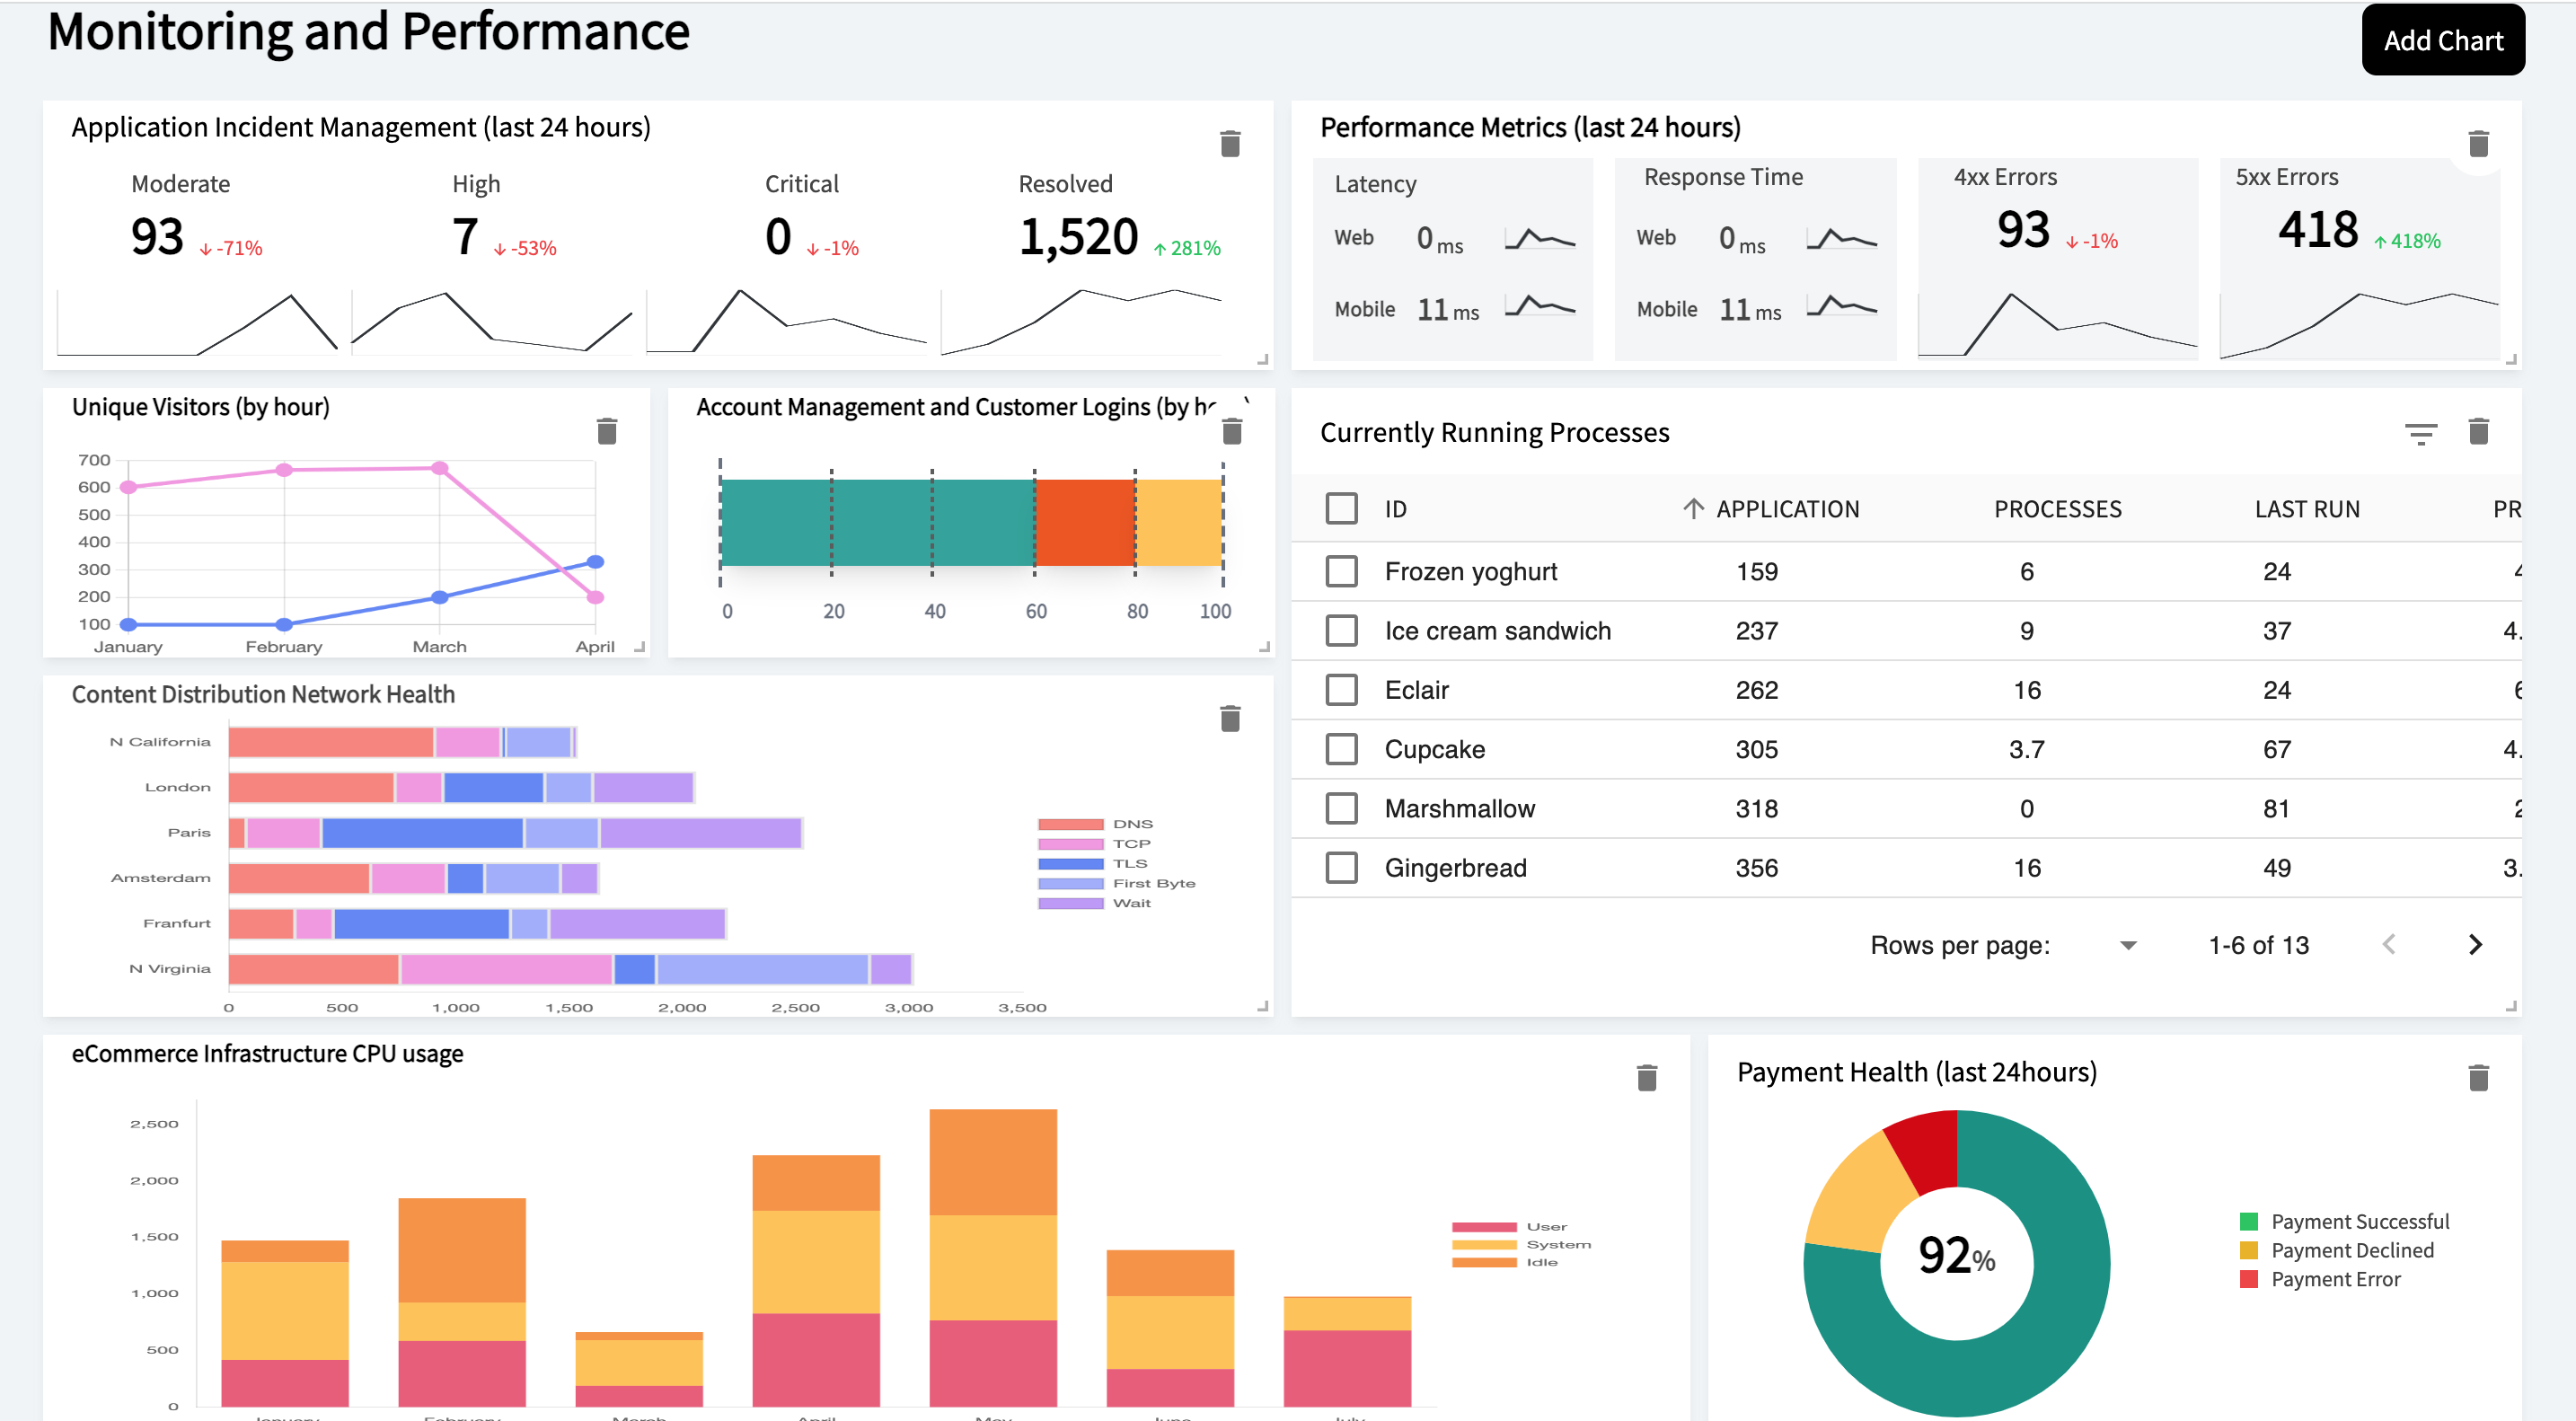 Monitoring and Performance
Add Chart
Application Incident Management (last 24 hours)
Moderate
93 ↓ -71%
High
7 ↓ -53%
Critical
0 ↓ -1%
Resolved
1,520 ↑ 281%
Performance Metrics (last 24 hours)
Latency
Web 0 ms
Mobile 11 ms
Response Time
Web 0 ms
Mobile 11 ms
4xx Errors
93 ↓ -1%
5xx Errors
418 ↑ 418%
Unique Visitors (by hour)
700
600
500
400
300
200
100
January February March April
Account Management and Customer Logins (by
0 20 40 60 80 100
Currently Running Processes
ID ↑ APPLICATION PROCESSES LAST RUN PR
Frozen yoghurt 159 6 24
Ice cream sandwich 237 9 37 4.
Eclair 262 16 24
Cupcake 305 3.7 67 4.
Marshmallow 318 0 81
Gingerbread 356 16 49 3.
Rows per page: 1-6 of 13
Content Distribution Network Health
N California
London
Paris
Amsterdam
Franfurt
N Virginia
0 500 1,000 1,500 2,000 2,500 3,000 3,500
DNS
TCP
TLS
First Byte
Wait
eCommerce Infrastructure CPU usage
2,500
2,000
1,500
1,000
500
0
User
System
Idle
Payment Health (last 24hours)
92%
Payment Successful
Payment Declined
Payment Error